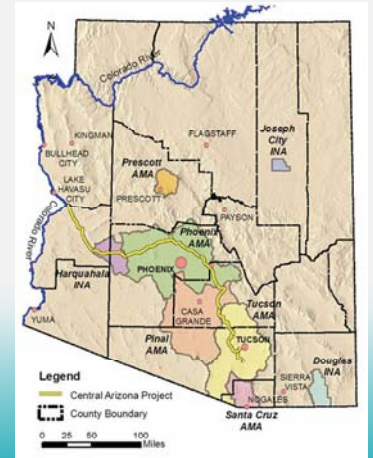 N
Colorado River
KINGMAN
BULLHEAD
CITY
FLAGSTAFF
Joseph
City
INA
LAKE
HAVASU
CITY
Prescott
AMA
PRESCOTT
PAYSON
Colorado River
Phoenix
AMA
PHOENIX
Harquahala
INA
YUMA
CASA
GRANDE
Tucson
AMA
Pinal
AMA
TUCSON
Douglas
INA
SIERRA
VISTA
NOGALES
Santa Cruz
AMA
Legend
Central Arizona Project
County Boundary
0 25 50 100
Miles